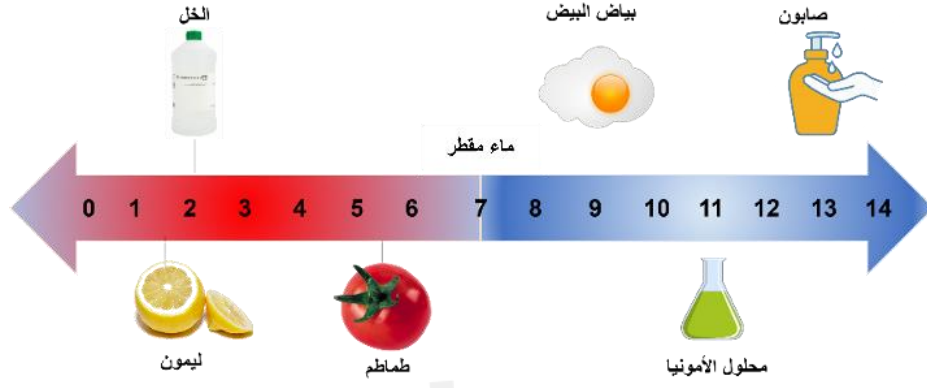 الخل
بياض البيض
صابون
ماء مقطر
0 1 2 3 4 5 6 7 8 9 10 11 12 13 14
ليمون
طماطم
محلول الأمونيا